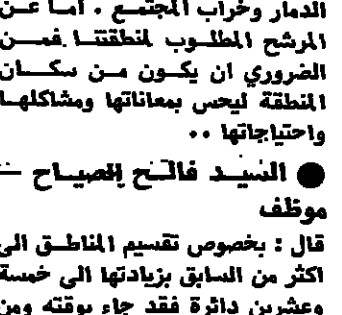 الدمار وخراب المجتمع . أما عن
المرشح المطلوب لمنطقتنا فمن
الضروري ان يكون من سكان
المنطقة ليحس بمعاناتها ومشاكلها
واحتياجاتها ..
● السيد فالح الصياح —
موظف
قال : بخصوص تقسيم المناطق الى
اكثر من السابق بزيادتها الى خمسة
وعشرين دائرة فقد جاء بوقته ومن